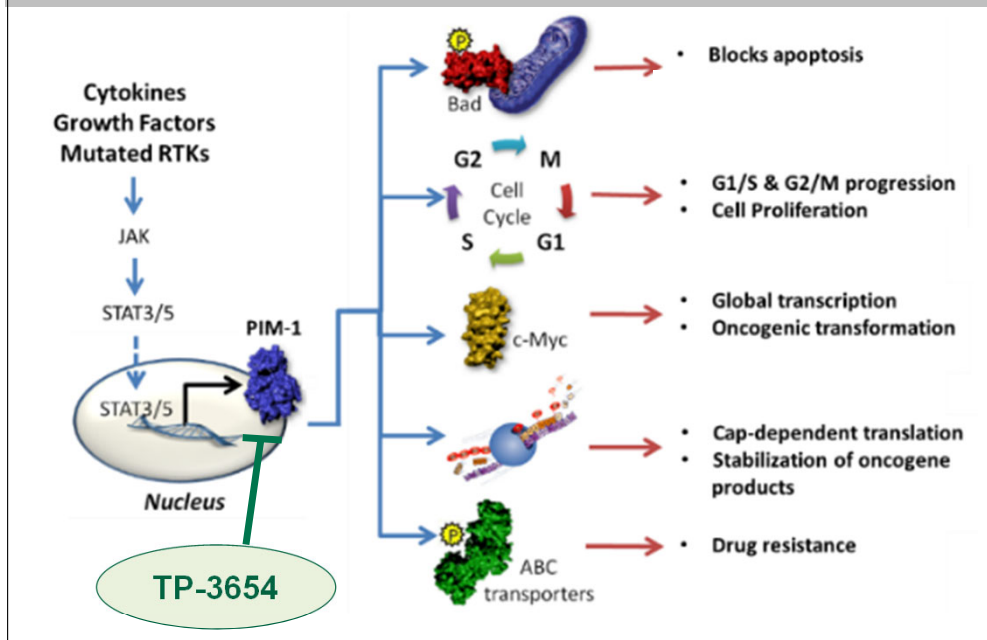 Cytokines
Growth Factors
Mutated RTKs
JAK
STAT3/5
PIM-1
STAT3/5
Nucleus
TP-3654
P
Bad
• Blocks apoptosis
G2
M
Cell
Cycle
S
G1
• G1/S & G2/M progression
• Cell Proliferation
c-Myc
• Global transcription
• Oncogenic transformation
• Cap-dependent translation
• Stabilization of oncogene
products
P
ABC
transporters
• Drug resistance